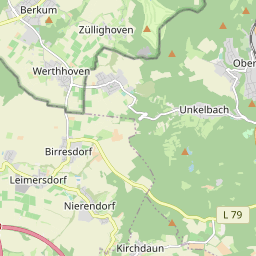 Berkum
Züllighoven
Ober
Werthhoven
Unkelbach
Birresdorf
Leimersdorf
Nierendorf
L 79
Kirchdaun